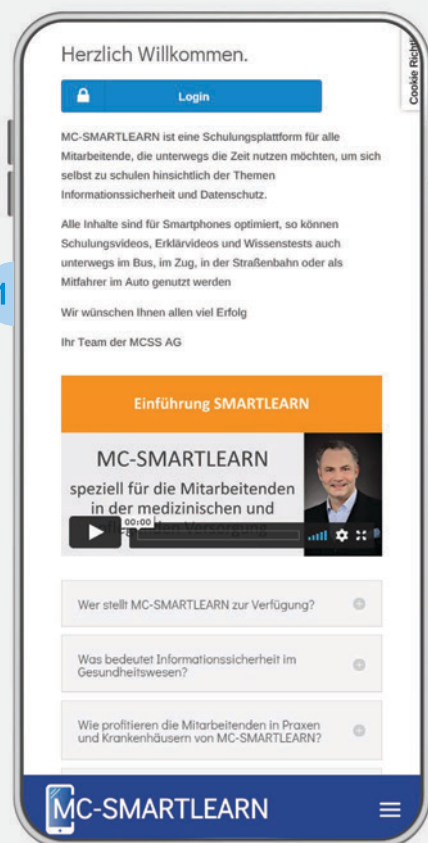 Herzlich Willkommen.
Cookie Richtl
Login
MC-SMARTLEARN ist eine Schulungsplattform für alle
Mitarbeitende, die unterwegs die Zeit nutzen möchten, um sich
selbst zu schulen hinsichtlich der Themen
Informationssicherheit und Datenschutz.
Alle Inhalte sind für Smartphones optimiert, so können
Schulungsvideos, Erklärvideos und Wissenstests auch
unterwegs im Bus, im Zug, in der Straßenbahn oder als
Mitfahrer im Auto genutzt werden
1
Wir wünschen Ihnen allen viel Erfolg
Ihr Team der MCSS AG
Einführung SMARTLEARN
MC-SMARTLEARN
speziell für die Mitarbeitenden
in der medizinischen und
Versorgung
00:00
Wer stellt MC-SMARTLEARN zur Verfügung?
Was bedeutet Informationssicherheit im
Gesundheitswesen?
Wie profitieren die Mitarbeitenden in Praxen
und Krankenhäusern von MC-SMARTLEARN?
MC-SMARTLEARN